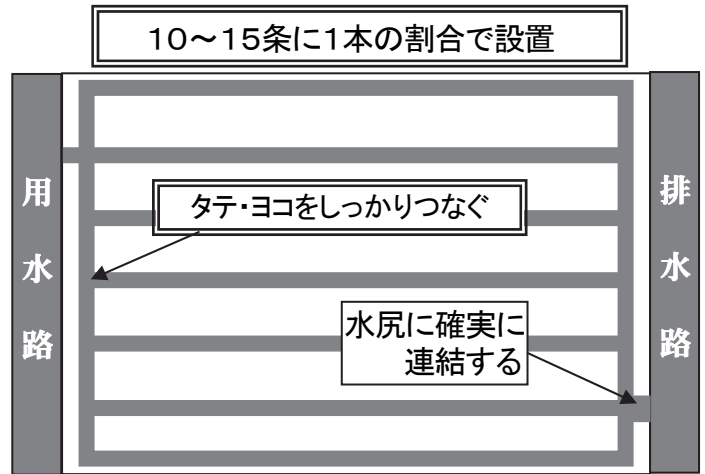 10～15条に1本の割合で設置
用水路
タテ・ヨコをしっかりつなぐ
水尻に確実に
連結する
排水路